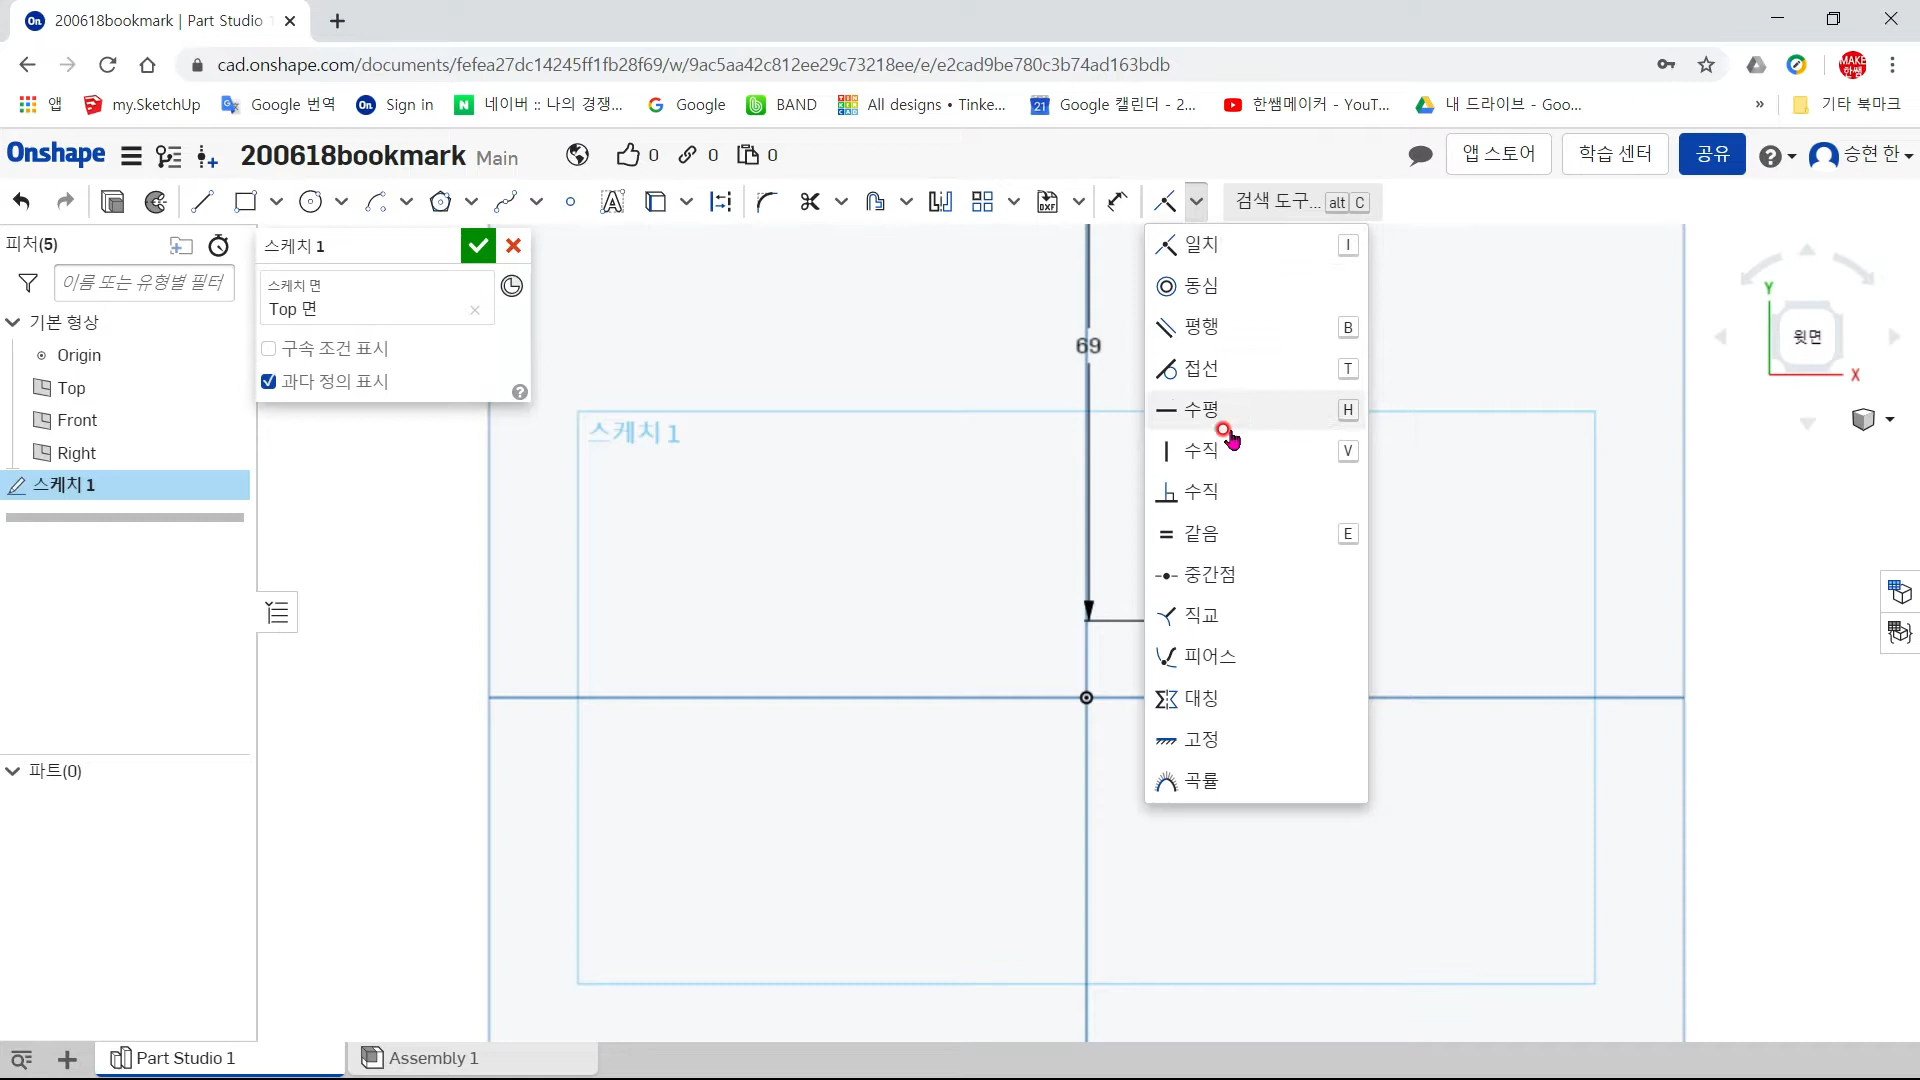 200618bookmark | Part Studio
cad.onshape.com/documents/fefea27dc14245ff1fb28f69/w/9ac5aa42c812ee29c73218ee/e/e2cad9be780c3b74ad163bdb
MAKE 한쌤
앱 my.SketchUp Google 번역 On Sign in N 네이버 :: 나의 경쟁... Google BAND All designs • Tinke... 21 Google 캘린더 - 2... 한쌤메이커 - YouT... 내 드라이브 - Goo... » 기타 북마크
Onshape 200618bookmark Main 0 0 0 앱 스토어 학습 센터 공유 승현 한
DXF 검색 도구... alt C
피처(5)
이름 또는 유형별 필터
기본 형상
Origin
Top
Front
Right
스케치 1
파트(0)
스케치 1
스케치 면
Top 면
구속 조건 표시
과다 정의 표시
69
스케치 1
일치 I
동심
평행 B
접선 T
수평 H
수직 V
수직
같음 E
중간점
직교
피어스
대칭
고정
곡률
Y
윗면
X
Part Studio 1 Assembly 1